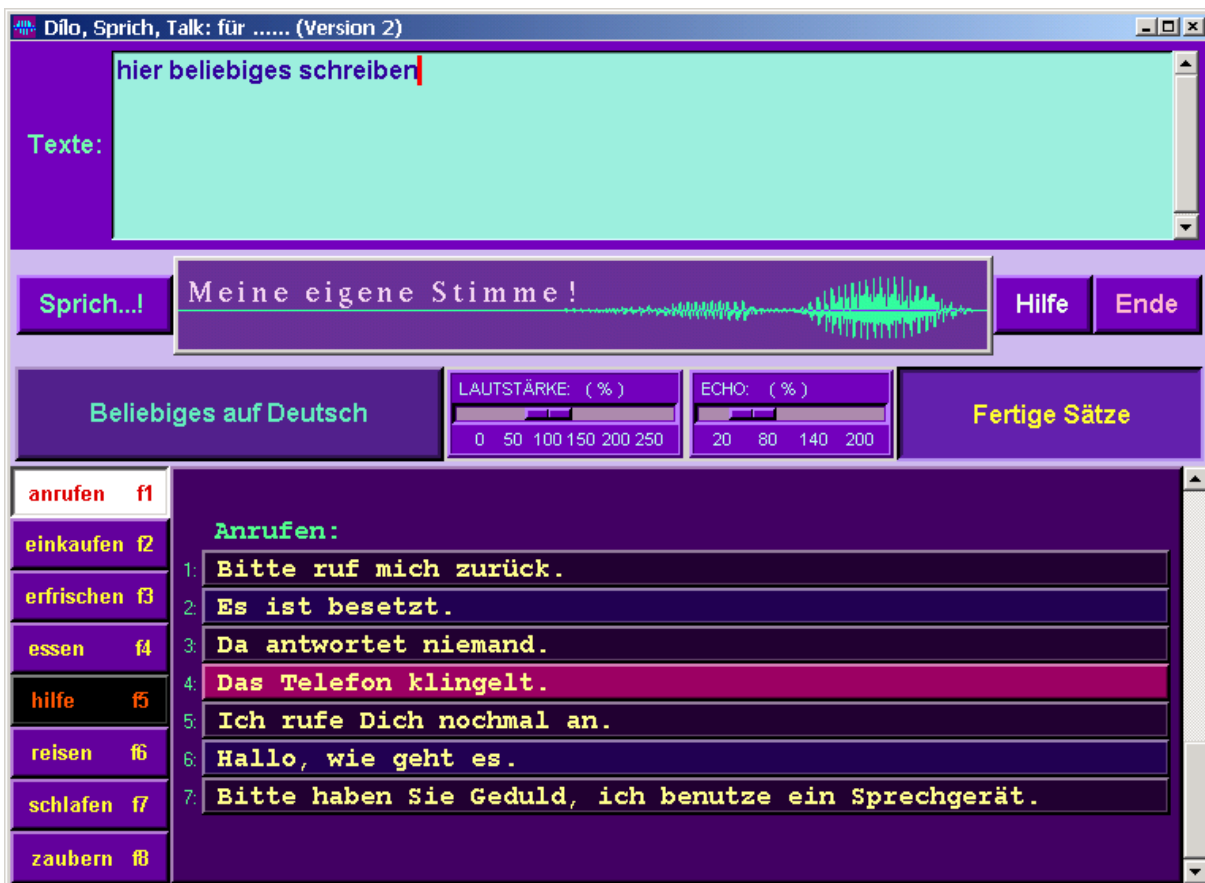 Dílo, Sprich, Talk: für ...... (Version 2)
hier beliebiges schreiben
Texte:
Sprich...!
Meine eigene Stimme!
Hilfe
Ende
Beliebiges auf Deutsch
LAUTSTÄRKE: ( % )
0 50 100 150 200 250
ECHO: ( % )
20 80 140 200
Fertige Sätze
anrufen f1
einkaufen f2
erfrischen f3
essen f4
hilfe f5
reisen f6
schlafen f7
zaubern f8
Anrufen:
1: Bitte ruf mich zurück.
2: Es ist besetzt.
3: Da antwortet niemand.
4: Das Telefon klingelt.
5: Ich rufe Dich nochmal an.
6: Hallo, wie geht es.
7: Bitte haben Sie Geduld, ich benutze ein Sprechgerät.